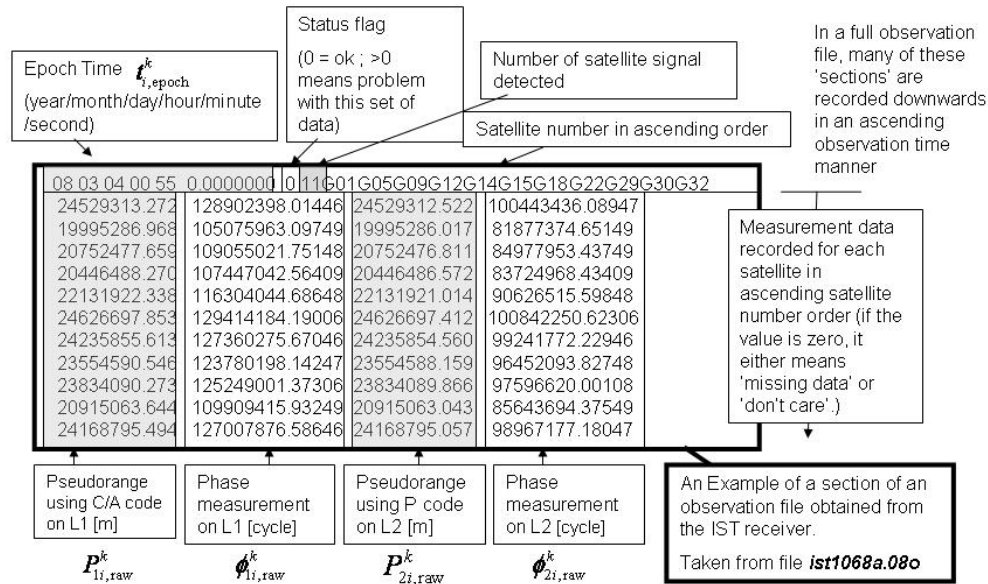 Status flag
(0 = ok ; >0
means problem
with this set of
data)
Epoch Time t^k_i,epoch
(year/month/day/hour/minute
/second)
Number of satellite signal
detected
Satellite number in ascending order
In a full observation
file, many of these
'sections' are
recorded downwards
in an ascending
observation time
manner
08 03 04 00 55 0.0000000 0 11G01G05G09G12G14G15G18G22G29G30G32
24529313.272 128902398.01446 24529312.522 100443436.08947
19995286.968 105075963.09749 19995286.017 81877374.65149
20752477.659 109055021.75148 20752476.811 84977953.43749
20446488.270 107447042.56409 20446486.572 83724968.43409
22131922.338 116304044.68648 22131921.014 90626515.59848
24626697.853 129414184.19006 24626697.412 100842250.62306
24235855.613 127360275.67046 24235854.560 99241772.22946
23554590.546 123780198.14247 23554588.159 96452093.82748
23834090.273 125249001.37306 23834089.866 97596620.00108
20915063.644 109909415.93249 20915063.043 85643694.37549
24168795.494 127007876.58646 24168795.057 98967177.18047
Measurement data
recorded for each
satellite in
ascending satellite
number order (if the
value is zero, it
either means
'missing data' or
'don't care'.)
Pseudorange
using C/A code
on L1 [m]
Phase
measurement
on L1 [cycle]
Pseudorange
using P code
on L2 [m]
Phase
measurement
on L2 [cycle]
P^k_1i,raw
ϕ^k_1i,raw
P^k_2i,raw
ϕ^k_2i,raw
An Example of a section of an
observation file obtained from
the IST receiver.
Taken from file ist1068a.08o